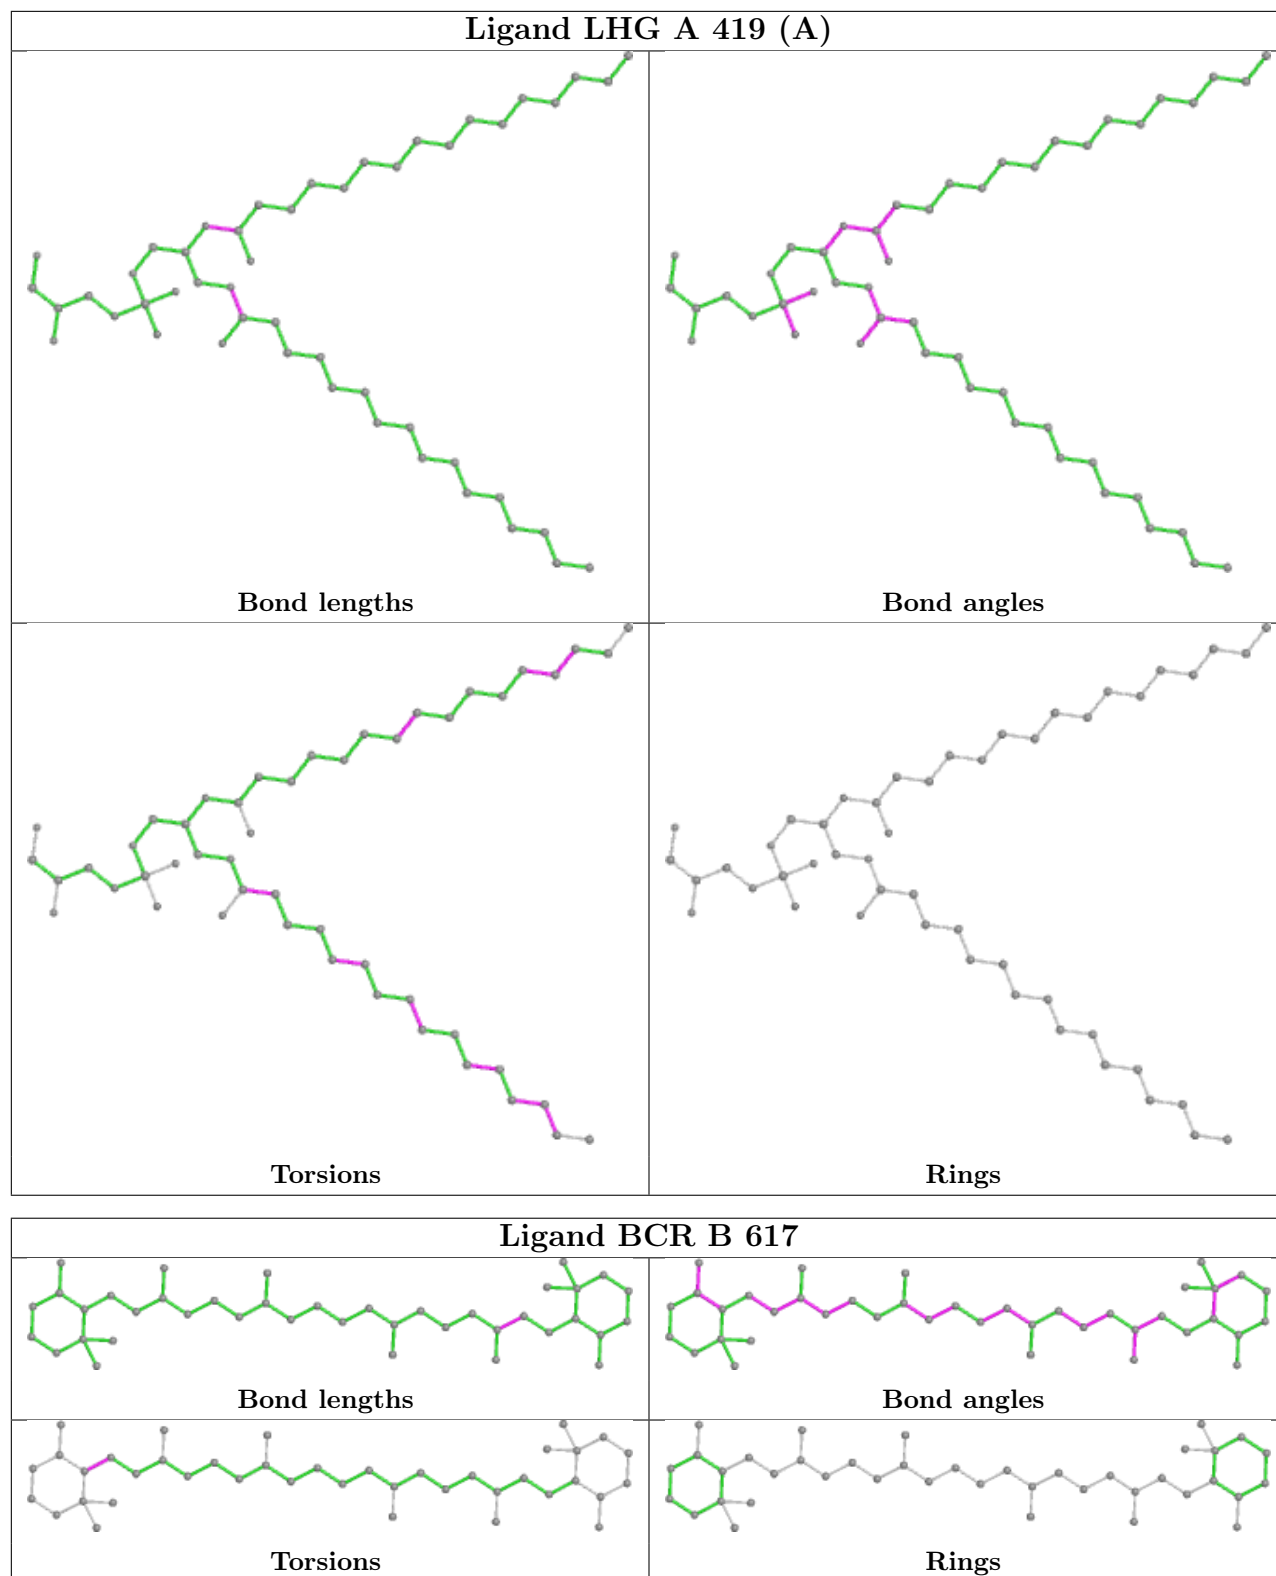 Ligand LHG A 419 (A)
Bond lengths
Bond angles
Torsions
Rings
Ligand BCR B 617
Bond lengths
Bond angles
Torsions
Rings